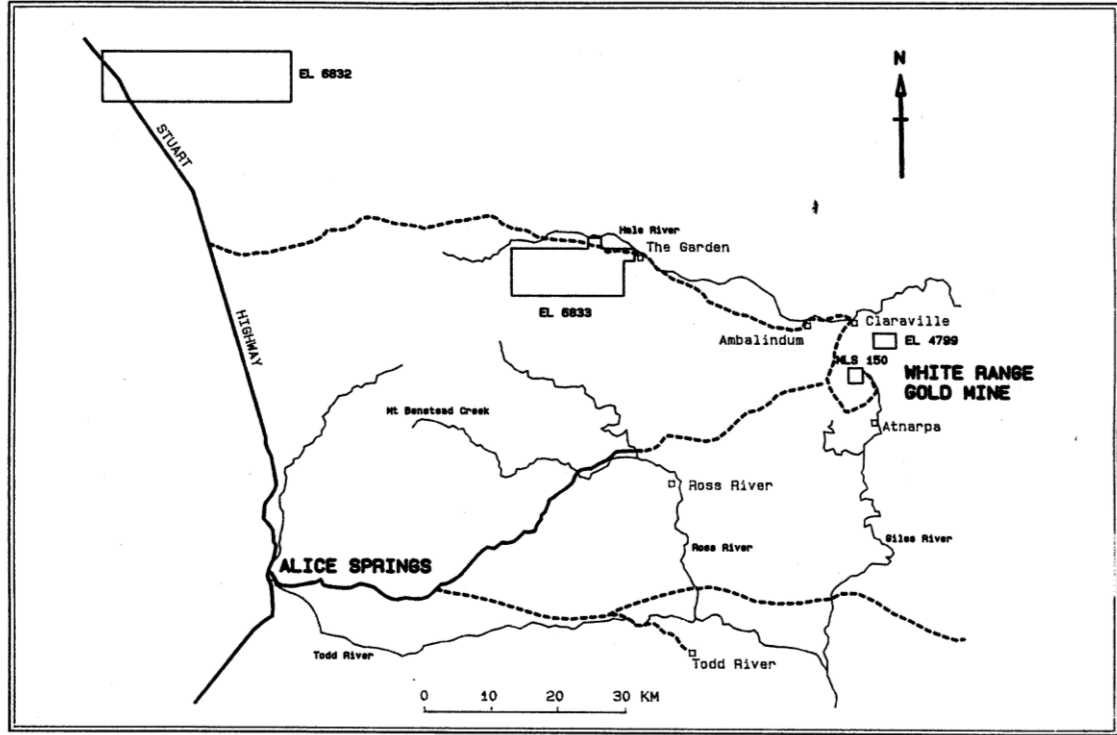 EL 6832
N
STUART
HIGHWAY
Hale River
The Garden
EL 6833
Claraville
Ambalindum
EL 4799
MLS 150
WHITE RANGE
GOLD MINE
Mt Benstead Creek
Atnarpa
Ross River
Ross River
Giles River
ALICE SPRINGS
Todd River
Todd River
0 10 20 30 KM